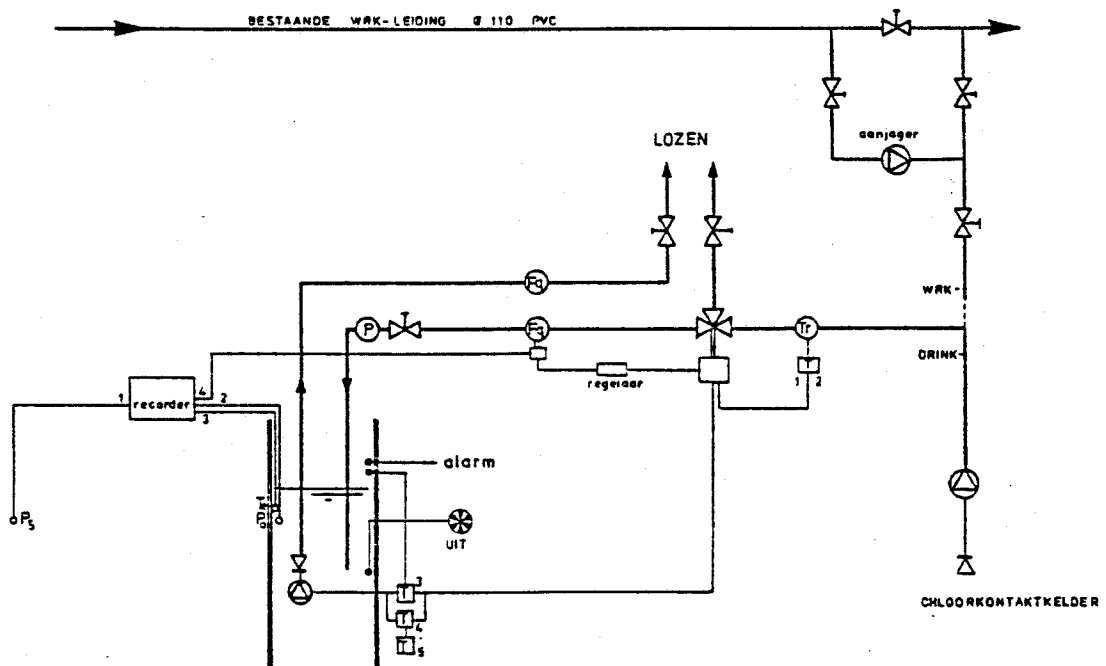 BESTAANDE WRK-LEIDING Ø 110 PVC
aanjager
LOZEN
Fq
WRK-
P
Fq
Tr
DRINK-
T
1 2
regelaar
1 recorder 4 2
3
alarm
Ps
UIT
T 3
T 4
T 5
CHLOORKONTAKTKELDER